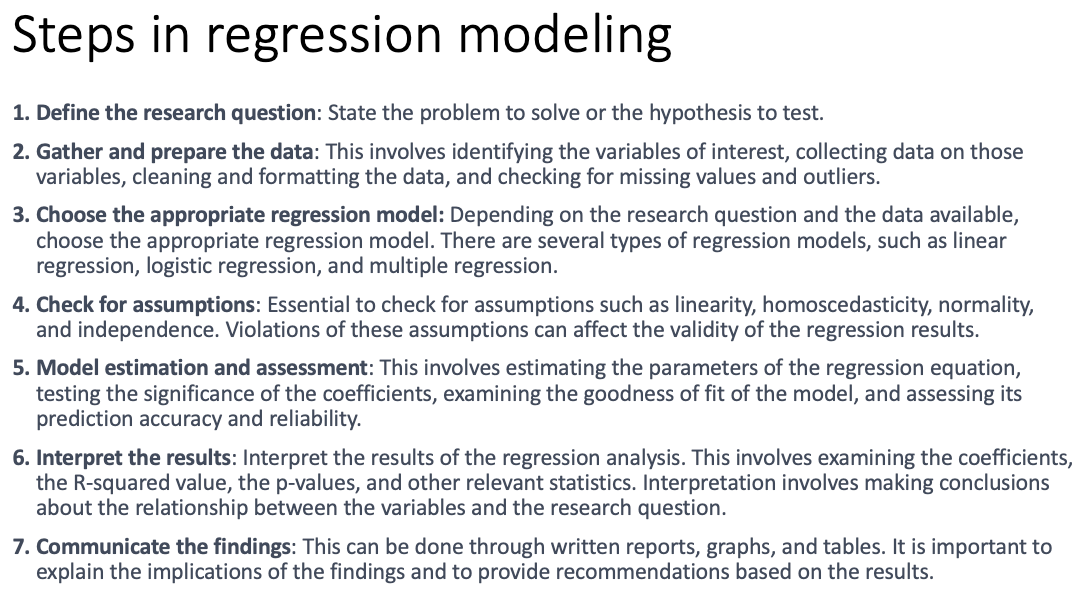 Steps in regression modeling
1. Define the research question: State the problem to solve or the hypothesis to test.
2. Gather and prepare the data: This involves identifying the variables of interest, collecting data on those
variables, cleaning and formatting the data, and checking for missing values and outliers.
3. Choose the appropriate regression model: Depending on the research question and the data available,
choose the appropriate regression model. There are several types of regression models, such as linear
regression, logistic regression, and multiple regression.
4. Check for assumptions: Essential to check for assumptions such as linearity, homoscedasticity, normality,
and independence. Violations of these assumptions can affect the validity of the regression results.
5. Model estimation and assessment: This involves estimating the parameters of the regression equation,
testing the significance of the coefficients, examining the goodness of fit of the model, and assessing its
prediction accuracy and reliability.
6. Interpret the results: Interpret the results of the regression analysis. This involves examining the coefficients,
the R-squared value, the p-values, and other relevant statistics. Interpretation involves making conclusions
about the relationship between the variables and the research question.
7. Communicate the findings: This can be done through written reports, graphs, and tables. It is important to
explain the implications of the findings and to provide recommendations based on the results.